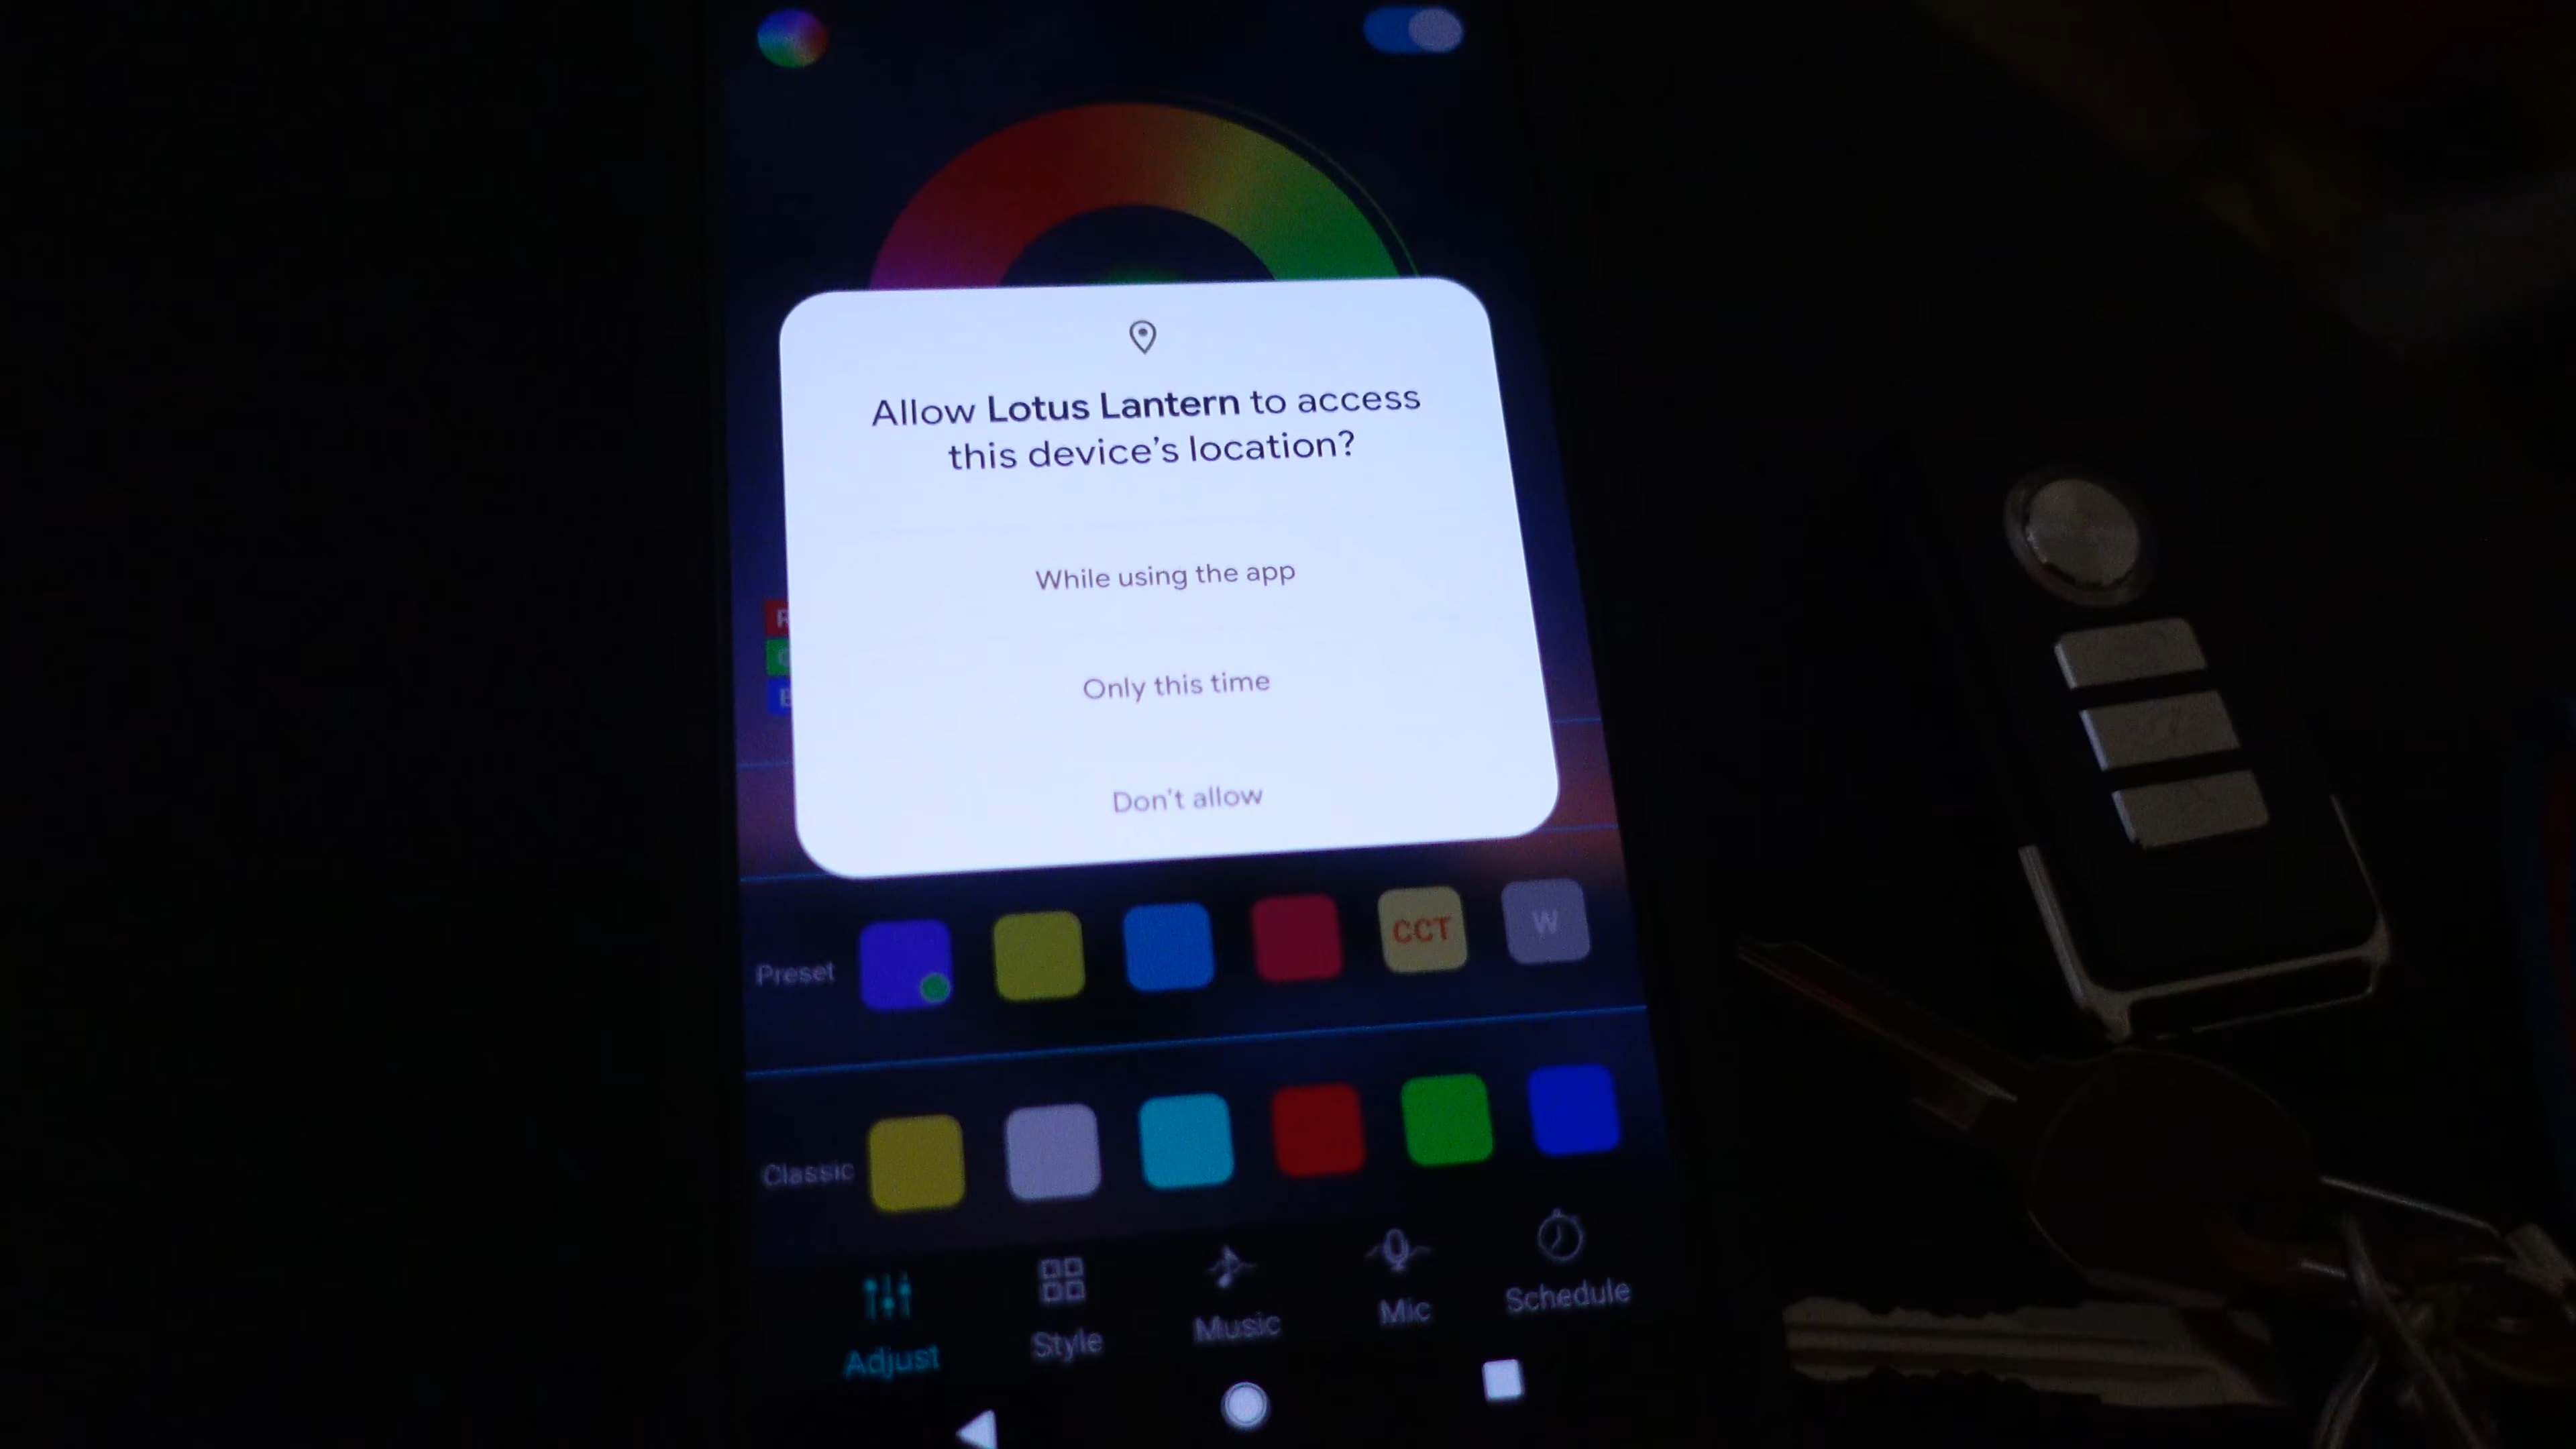 Allow Lotus Lantern to access
this device's location?
While using the app
R
Only this time
Don't allow
Preset
CCT
W
Classic
Adjust
Style
Music
Mic
Schedule